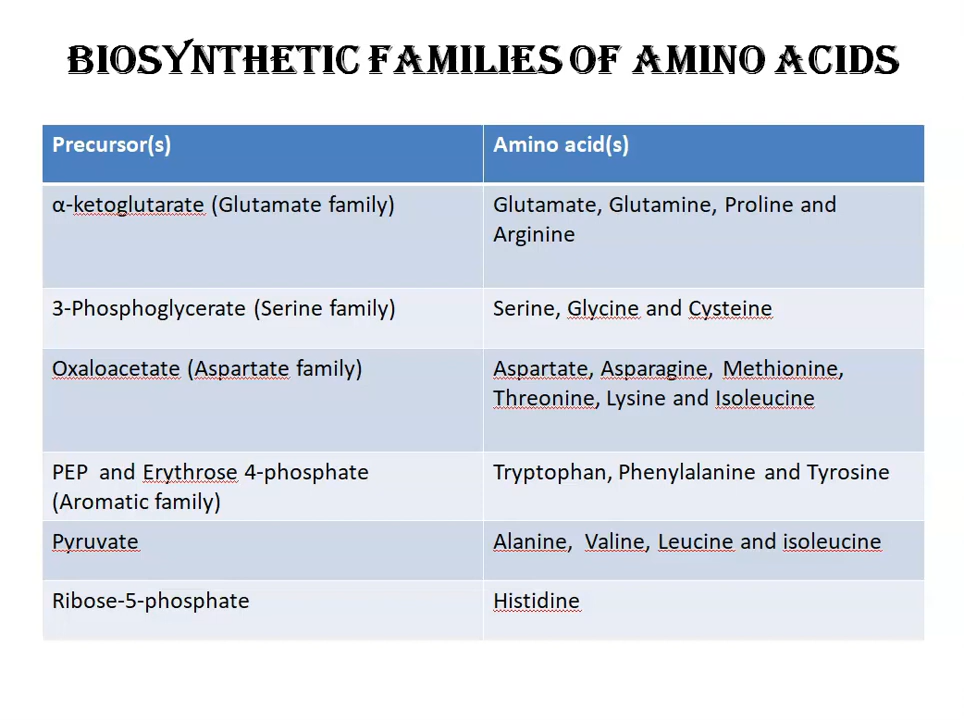 BIOSYNTHETIC FAMILIES OF AMINO ACIDS
Precursor(s)
Amino acid(s)
α-ketoglutarate (Glutamate family)
Glutamate, Glutamine, Proline and
Arginine
3-Phosphoglycerate (Serine family)
Serine, Glycine and Cysteine
Oxaloacetate (Aspartate family)
Aspartate, Asparagine, Methionine,
Threonine, Lysine and Isoleucine
PEP and Erythrose 4-phosphate
(Aromatic family)
Tryptophan, Phenylalanine and Tyrosine
Pyruvate
Alanine, Valine, Leucine and isoleucine
Ribose-5-phosphate
Histidine